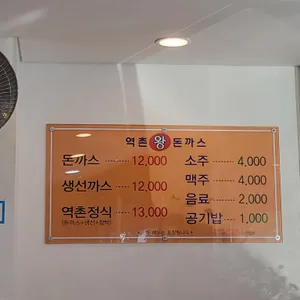 역촌 왕 돈까스
돈까스 ------ 12,000
생선까스 ---- 12,000
역촌정식 ---- 13,000
소주 ------ 4,000
맥주 ------ 4,000
음료 ------ 2,000
공기밥 ---- 1,000